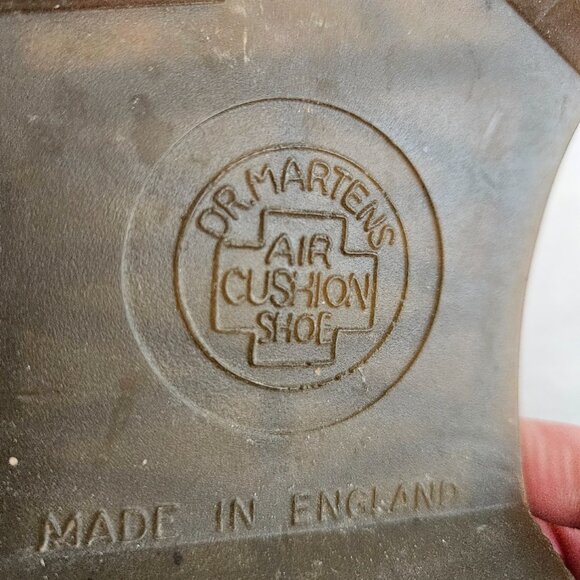 DR. MARTENS
AIR
CUSHION
SHOE
MADE IN ENGLAND